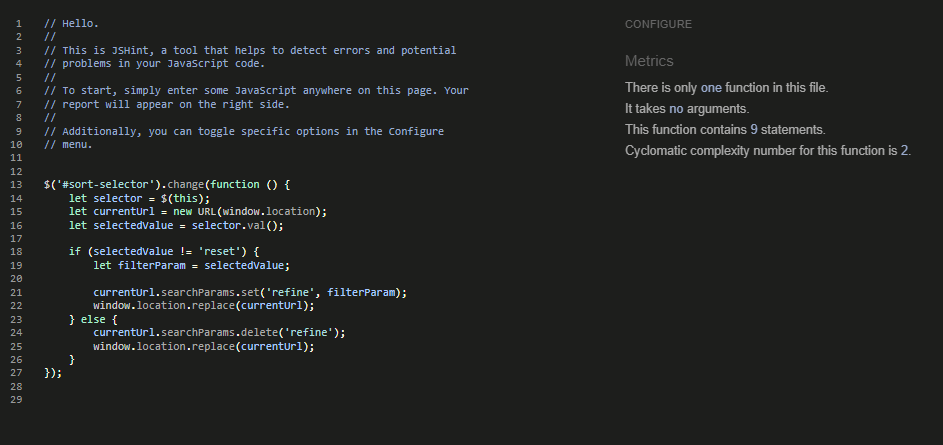 1 // Hello.
2 //
3 // This is JSHint, a tool that helps to detect errors and potential
4 // problems in your JavaScript code.
5 //
6 // To start, simply enter some JavaScript anywhere on this page. Your
7 // report will appear on the right side.
8 //
9 // Additionally, you can toggle specific options in the Configure
10 // menu.
11
12
13 $('#sort-selector').change(function () {
14     let selector = $(this);
15     let currentUrl = new URL(window.location);
16     let selectedValue = selector.val();
17
18     if (selectedValue != 'reset') {
19         let filterParam = selectedValue;
20
21         currentUrl.searchParams.set('refine', filterParam);
22         window.location.replace(currentUrl);
23     } else {
24         currentUrl.searchParams.delete('refine');
25         window.location.replace(currentUrl);
26     }
27 });
28
29
CONFIGURE
Metrics
There is only one function in this file.
It takes no arguments.
This function contains 9 statements.
Cyclomatic complexity number for this function is 2.